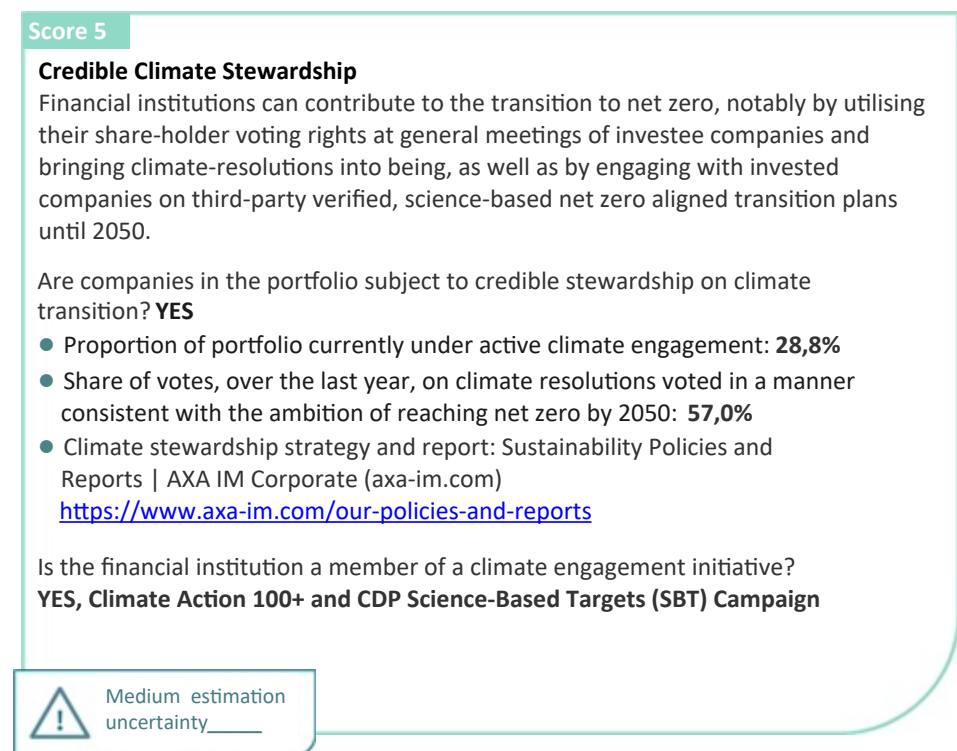 Score 5
Credible Climate Stewardship
Financial institutions can contribute to the transition to net zero, notably by utilising
their share-holder voting rights at general meetings of investee companies and
bringing climate-resolutions into being, as well as by engaging with invested
companies on third-party verified, science-based net zero aligned transition plans
until 2050.
Are companies in the portfolio subject to credible stewardship on climate
transition? YES
● Proportion of portfolio currently under active climate engagement: 28,8%
● Share of votes, over the last year, on climate resolutions voted in a manner
consistent with the ambition of reaching net zero by 2050: 57,0%
● Climate stewardship strategy and report: Sustainability Policies and
Reports | AXA IM Corporate (axa-im.com)
https://www.axa-im.com/our-policies-and-reports
Is the financial institution a member of a climate engagement initiative?
YES, Climate Action 100+ and CDP Science-Based Targets (SBT) Campaign
Medium estimation
uncertainty_____